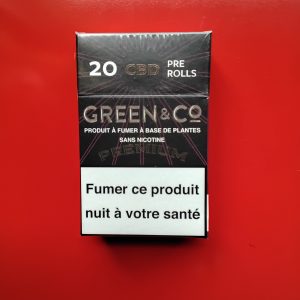 20 CBD PRE ROLLS
GREEN & CO
PRODUIT À FUMER À BASE DE PLANTES
SANS NICOTINE
PREMIUM
Fumer ce produit
nuit à votre santé